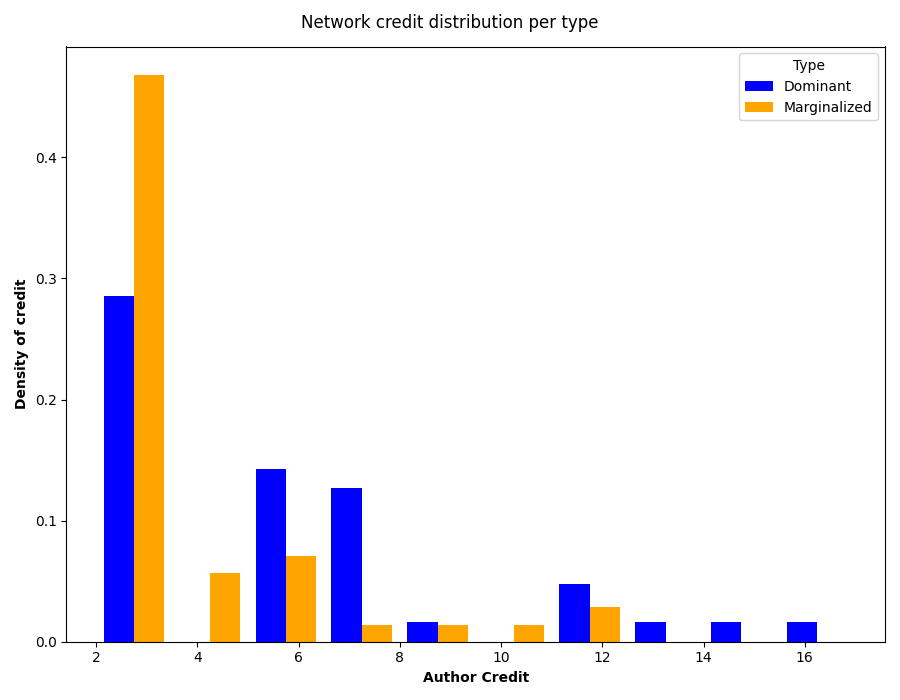 Network credit distribution per type
Type
Dominant
Marginalized
Density of credit
0.4
0.3
0.2
0.1
0.0
2 4 6 8 10 12 14 16
Author Credit